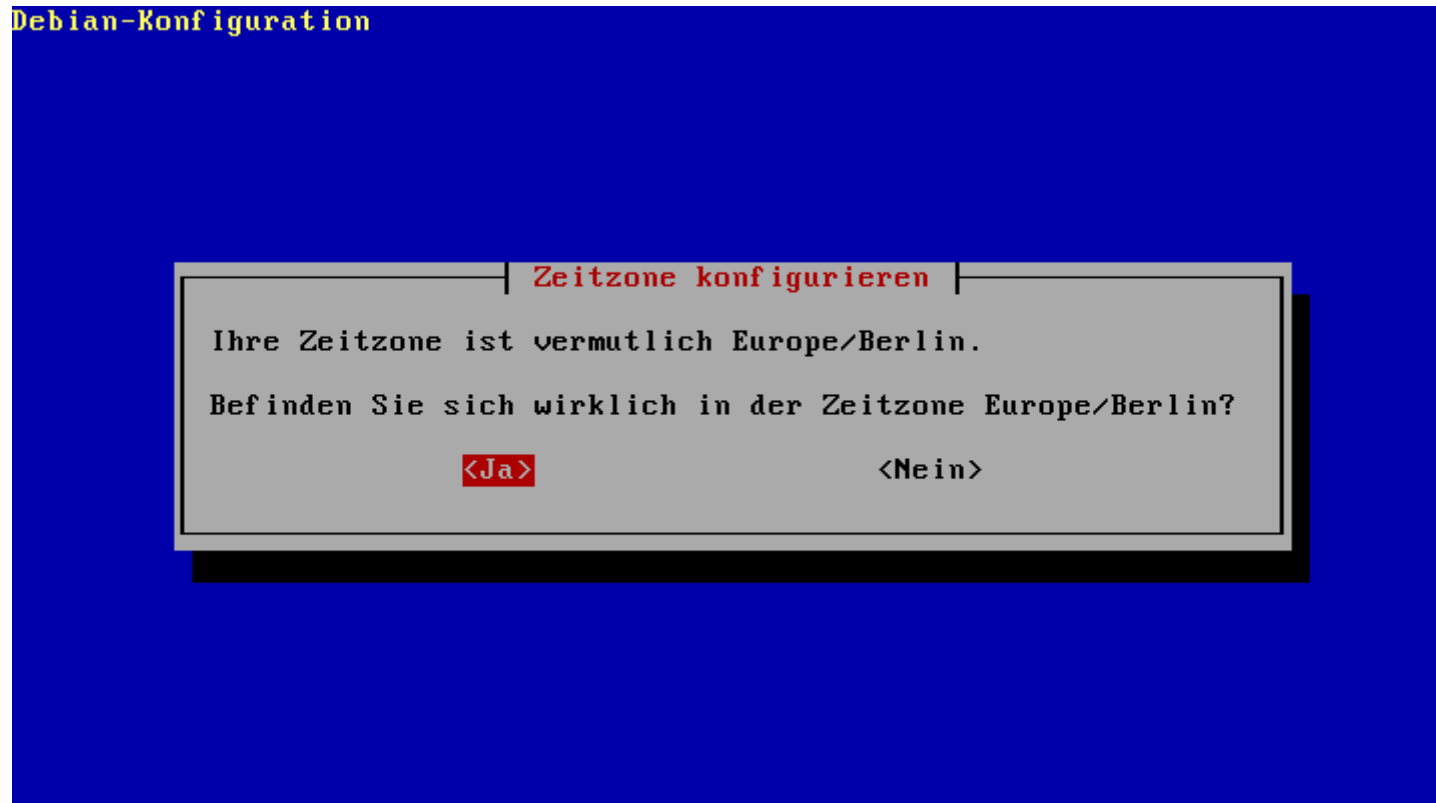 Debian-Konfiguration
Zeitzone konfigurieren
Ihre Zeitzone ist vermutlich Europe/Berlin.
Befinden Sie sich wirklich in der Zeitzone Europe/Berlin?
<Ja> <Nein>